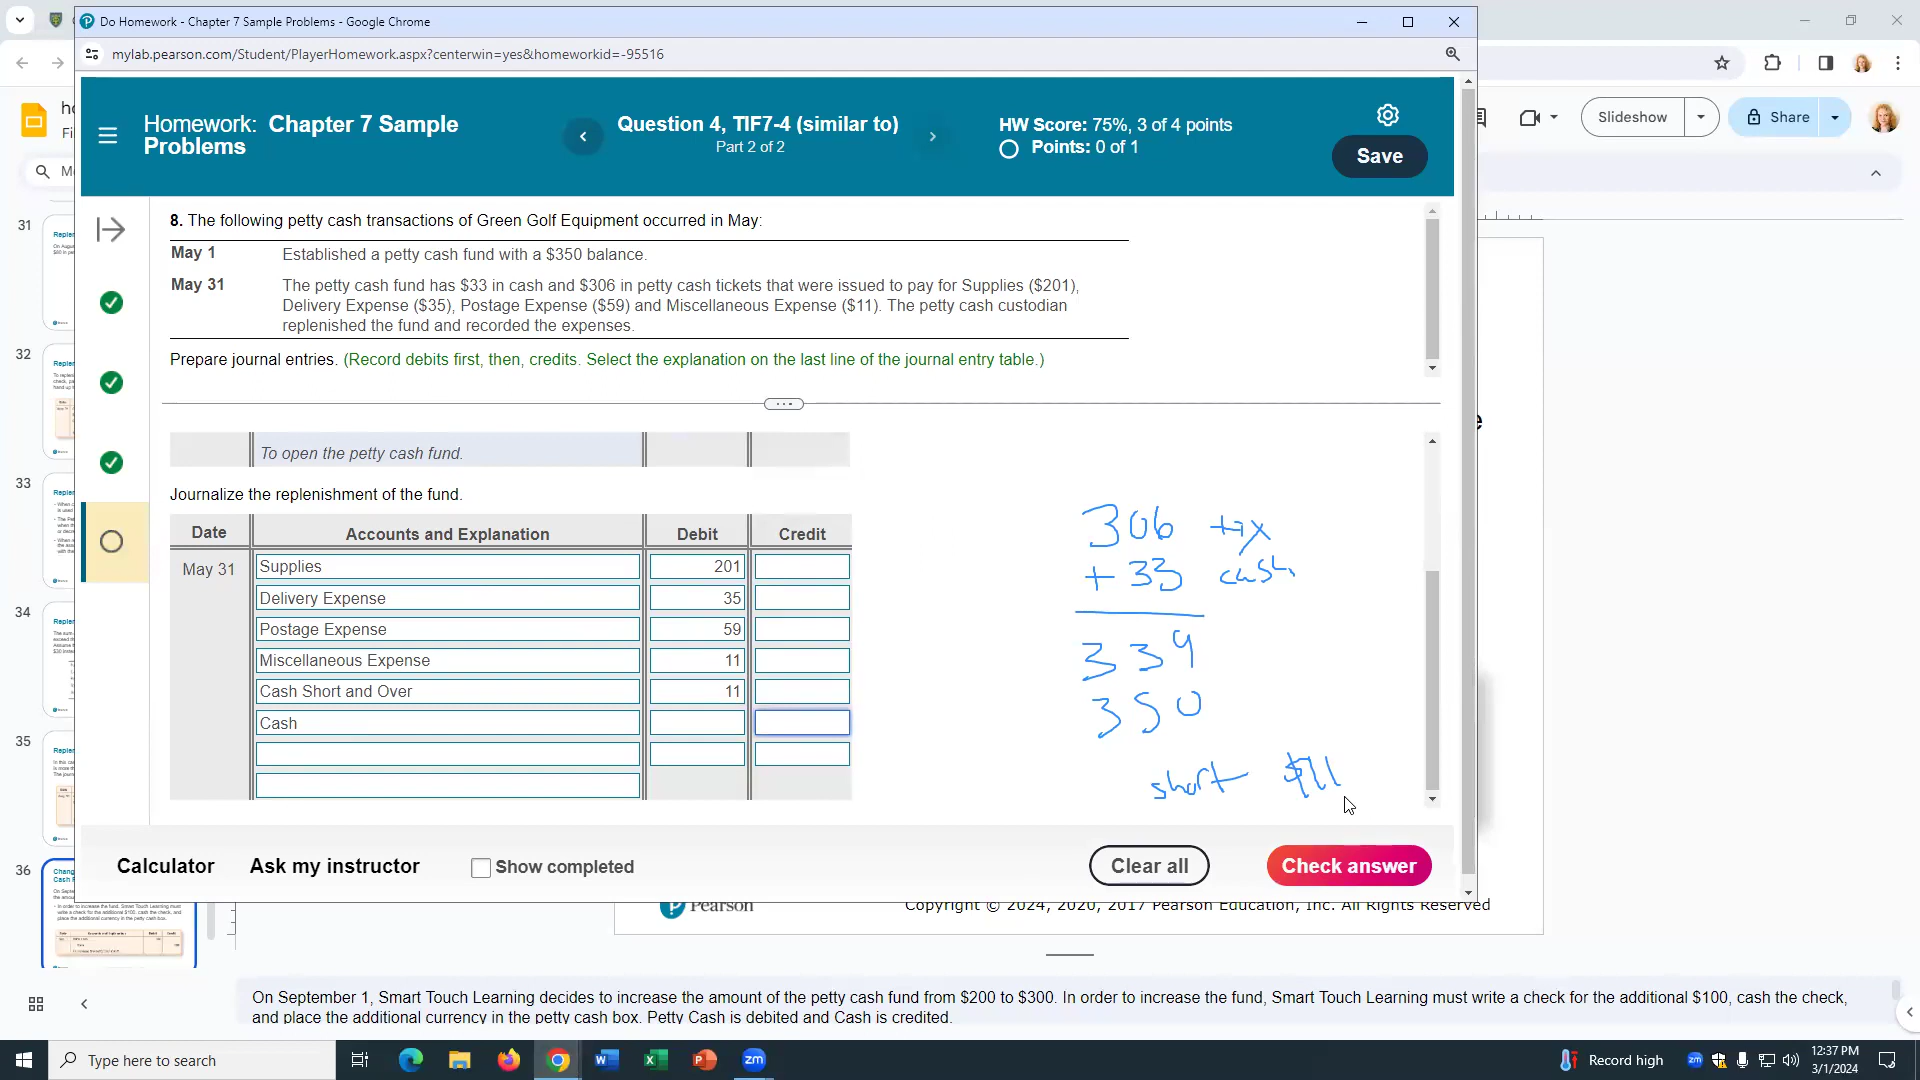 Do Homework - Chapter 7 Sample Problems - Google Chrome
mylab.pearson.com/Student/PlayerHomework.aspx?centerwin=yes&homeworkid=-95516
Homework: Chapter 7 Sample Problems
Question 4, TIF7-4 (similar to)
Part 2 of 2
HW Score: 75%, 3 of 4 points
Points: 0 of 1
Save
Slideshow
Share
8. The following petty cash transactions of Green Golf Equipment occurred in May:
May 1 Established a petty cash fund with a $350 balance.
May 31 The petty cash fund has $33 in cash and $306 in petty cash tickets that were issued to pay for Supplies ($201),
Delivery Expense ($35), Postage Expense ($59) and Miscellaneous Expense ($11). The petty cash custodian
replenished the fund and recorded the expenses.
Prepare journal entries. (Record debits first, then, credits. Select the explanation on the last line of the journal entry table.)
To open the petty cash fund.
Journalize the replenishment of the fund.
Date Accounts and Explanation Debit Credit
May 31 Supplies 201
Delivery Expense 35
Postage Expense 59
Miscellaneous Expense 11
Cash Short and Over 11
Cash
306 tix
+ 33 cash
339
350
short $11
Calculator
Ask my instructor
Show completed
Clear all
Check answer
31
32
33
34
35
36
Pearson
Copyright © 2024, 2020, 2017 Pearson Education, Inc. All Rights Reserved
On September 1, Smart Touch Learning decides to increase the amount of the petty cash fund from $200 to $300. In order to increase the fund, Smart Touch Learning must write a check for the additional $100, cash the check,
and place the additional currency in the petty cash box. Petty Cash is debited and Cash is credited.
Type here to search
Record high
12:37 PM
3/1/2024